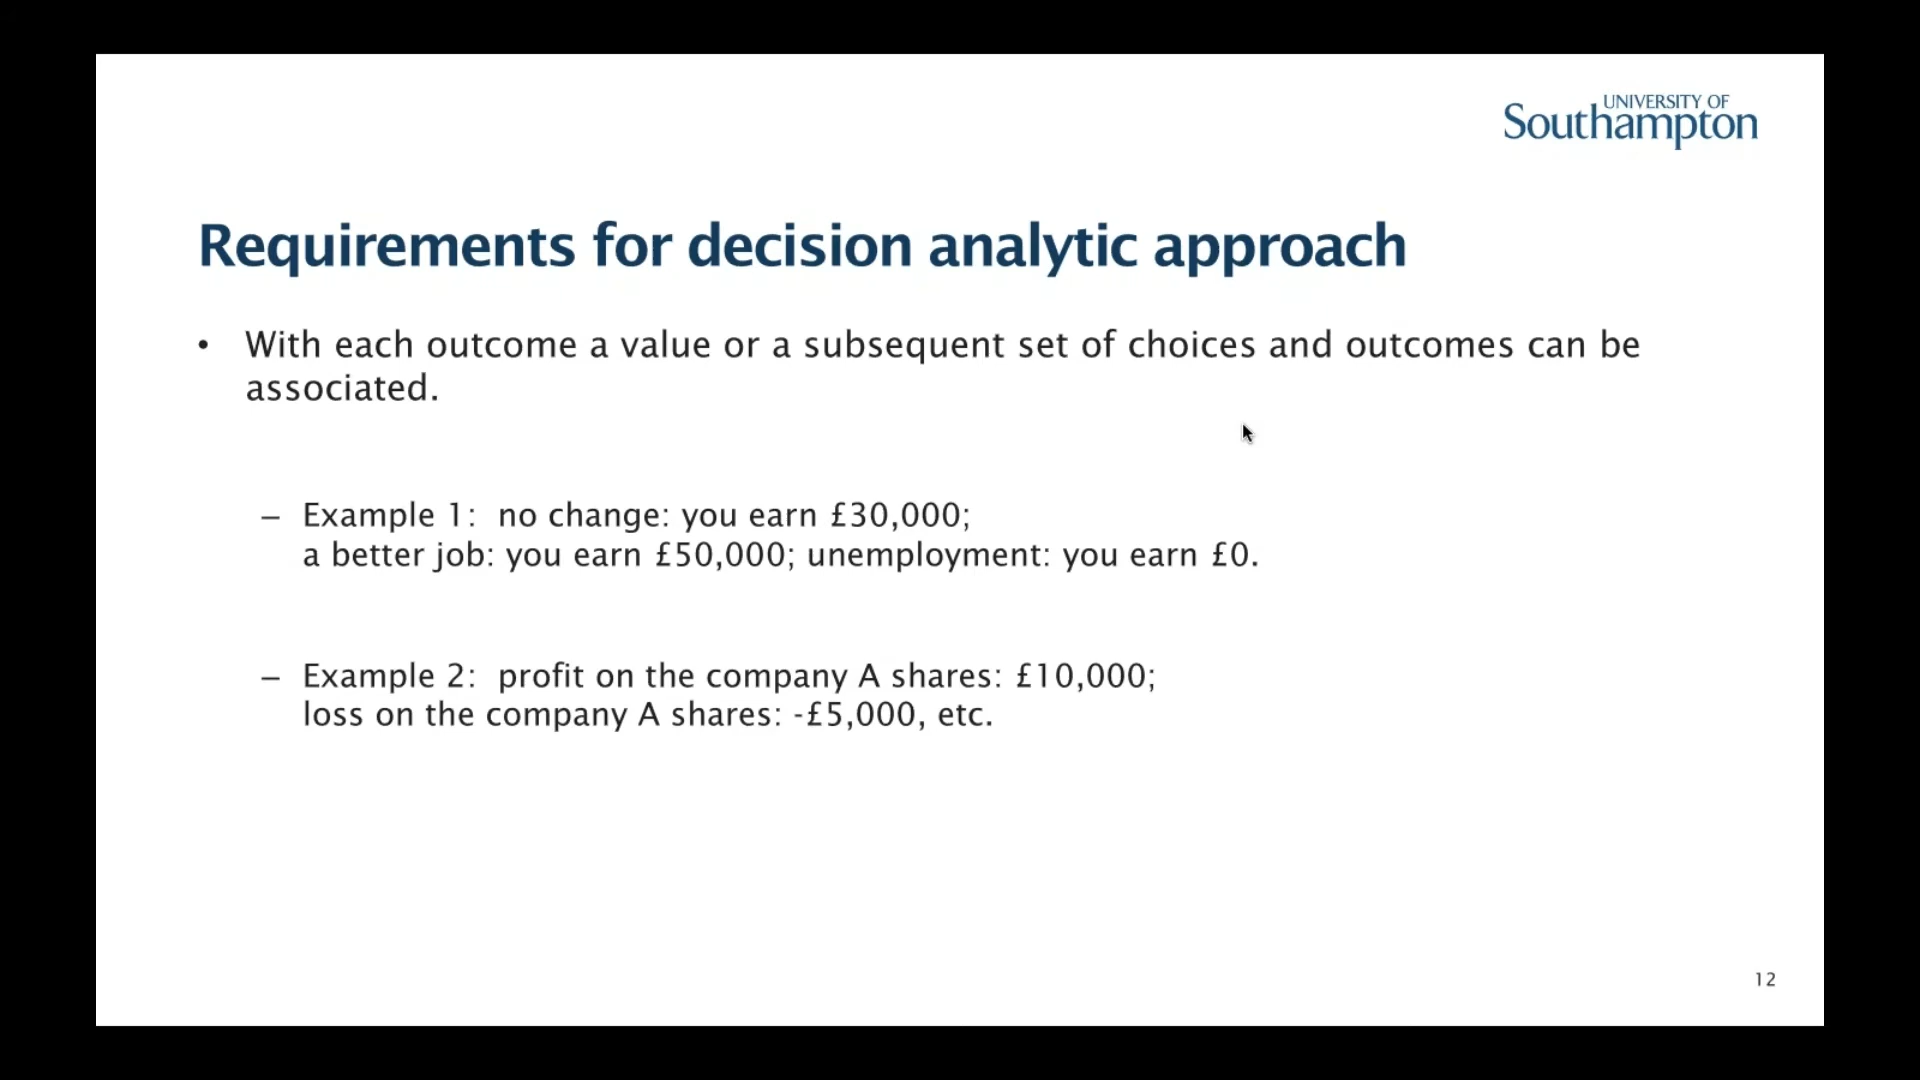 UNIVERSITY OF
Southampton
Requirements for decision analytic approach
• With each outcome a value or a subsequent set of choices and outcomes can be
associated.
– Example 1: no change: you earn £30,000;
a better job: you earn £50,000; unemployment: you earn £0.
– Example 2: profit on the company A shares: £10,000;
loss on the company A shares: -£5,000, etc.
12